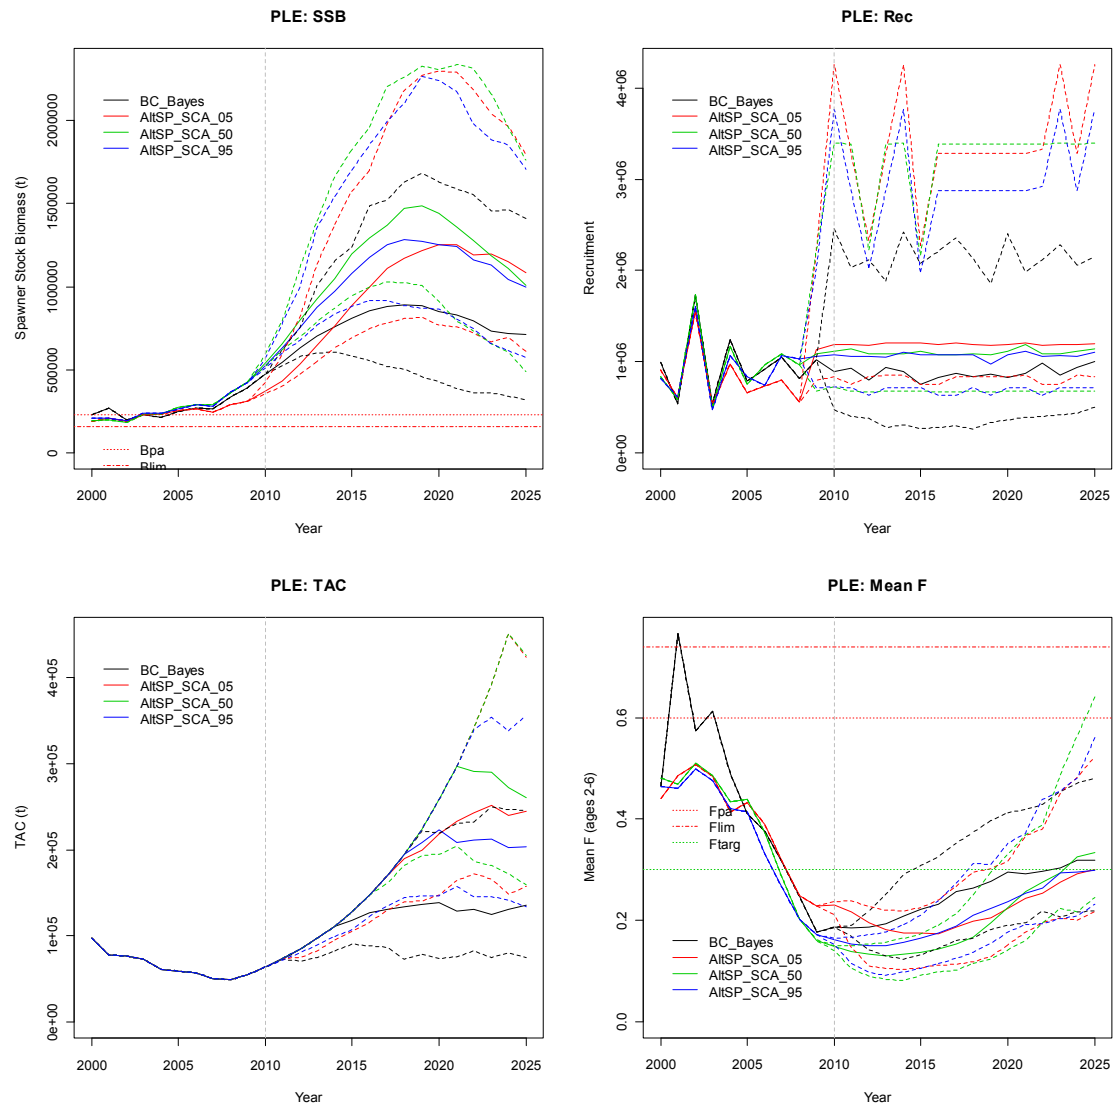 PLE: SSB
Spawner Stock Biomass (t)
0
500000
1000000
1500000
2000000
BC_Bayes
AltSP_SCA_05
AltSP_SCA_50
AltSP_SCA_95
Bpa
Blim
2000
2005
2010
2015
2020
2025
Year
PLE: Rec
Recruitment
0e+00
1e+06
2e+06
3e+06
4e+06
BC_Bayes
AltSP_SCA_05
AltSP_SCA_50
AltSP_SCA_95
2000
2005
2010
2015
2020
2025
Year
PLE: TAC
TAC (t)
0e+00
1e+05
2e+05
3e+05
4e+05
BC_Bayes
AltSP_SCA_05
AltSP_SCA_50
AltSP_SCA_95
2000
2005
2010
2015
2020
2025
Year
PLE: Mean F
Mean F (ages 2-6)
0.0
0.2
0.4
0.6
Fpa
Flim
Ftarg
BC_Bayes
AltSP_SCA_05
AltSP_SCA_50
AltSP_SCA_95
2000
2005
2010
2015
2020
2025
Year